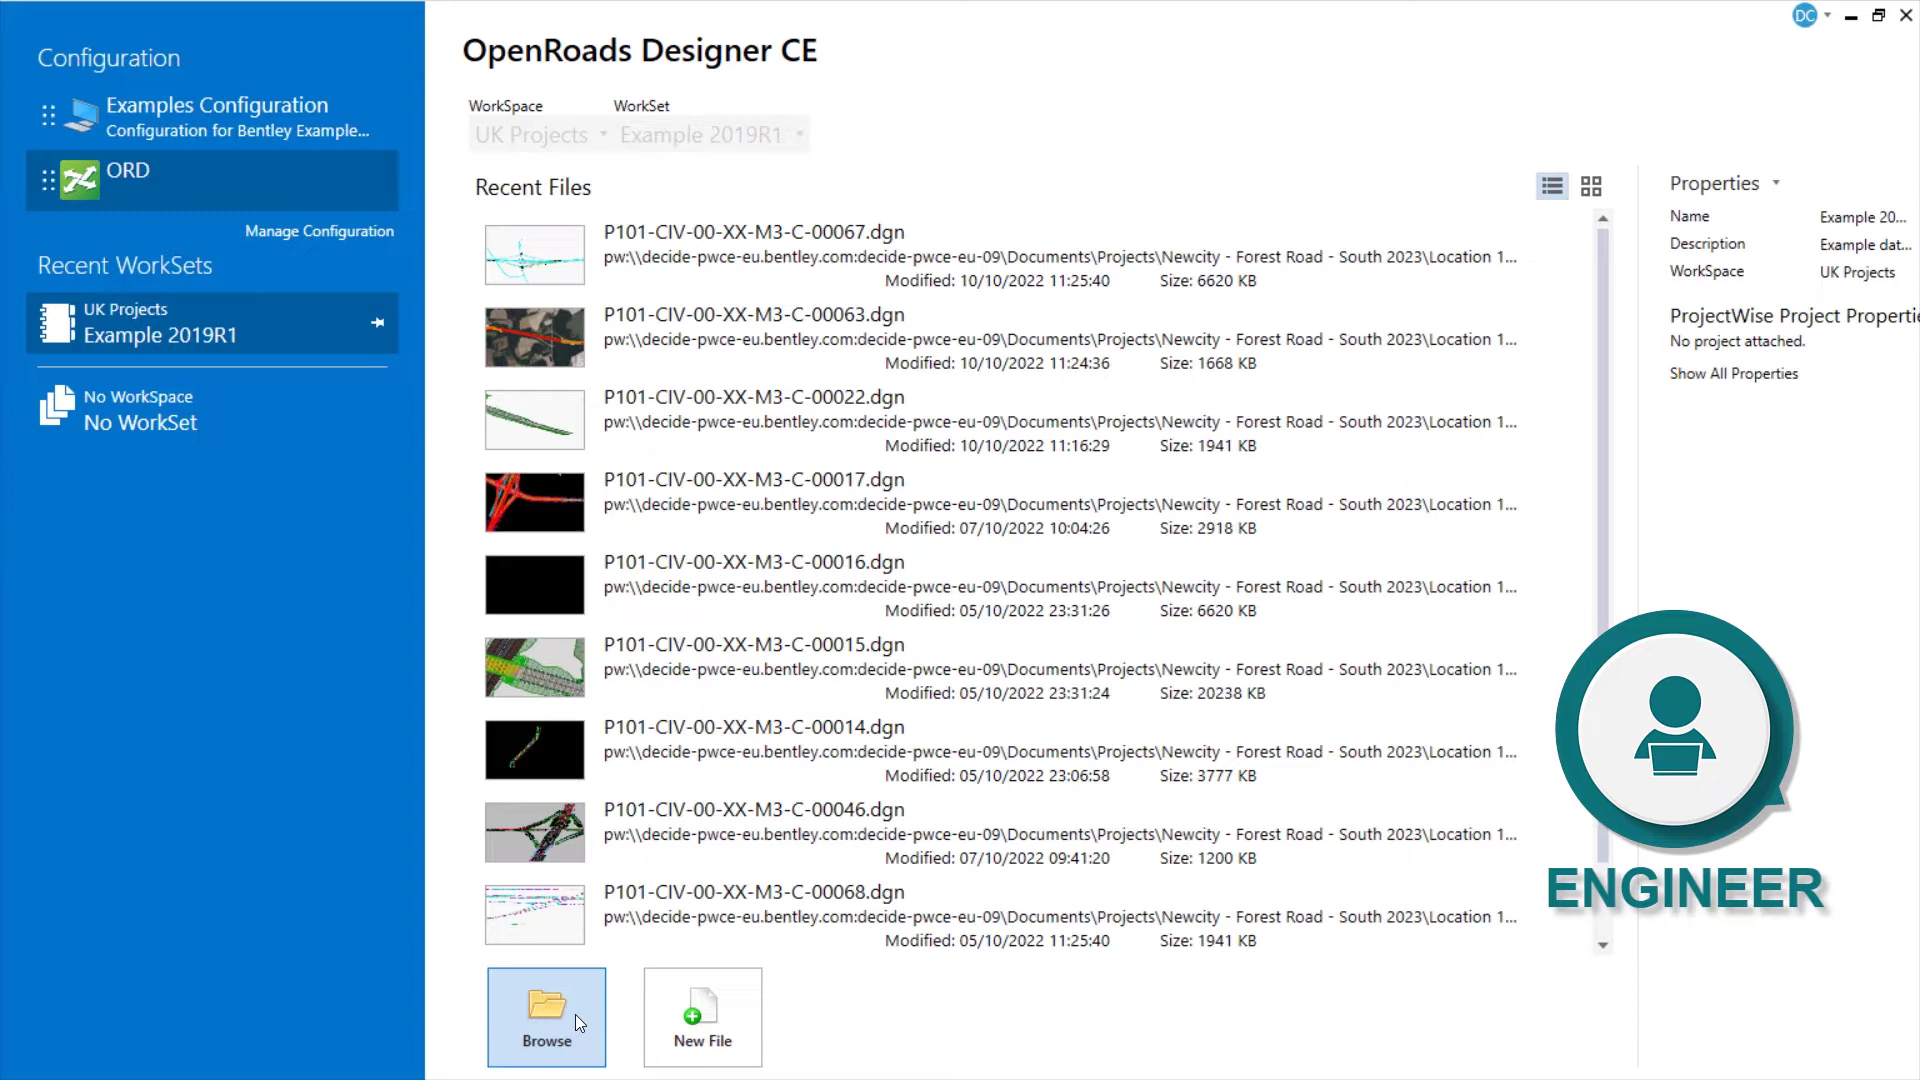 DC
Configuration
Examples Configuration
Configuration for Bentley Example...
ORD
Manage Configuration
Recent WorkSets
UK Projects
Example 2019R1
No WorkSpace
No WorkSet
OpenRoads Designer CE
WorkSpace WorkSet
UK Projects Example 2019R1
Recent Files
P101-CIV-00-XX-M3-C-00067.dgn
pw:\\decide-pwce-eu.bentley.com:decide-pwce-eu-09\Documents\Projects\Newcity - Forest Road - South 2023\Location 1...
Modified: 10/10/2022 11:25:40 Size: 6620 KB
P101-CIV-00-XX-M3-C-00063.dgn
pw:\\decide-pwce-eu.bentley.com:decide-pwce-eu-09\Documents\Projects\Newcity - Forest Road - South 2023\Location 1...
Modified: 10/10/2022 11:24:36 Size: 1668 KB
P101-CIV-00-XX-M3-C-00022.dgn
pw:\\decide-pwce-eu.bentley.com:decide-pwce-eu-09\Documents\Projects\Newcity - Forest Road - South 2023\Location 1...
Modified: 10/10/2022 11:16:29 Size: 1941 KB
P101-CIV-00-XX-M3-C-00017.dgn
pw:\\decide-pwce-eu.bentley.com:decide-pwce-eu-09\Documents\Projects\Newcity - Forest Road - South 2023\Location 1...
Modified: 07/10/2022 10:04:26 Size: 2918 KB
P101-CIV-00-XX-M3-C-00016.dgn
pw:\\decide-pwce-eu.bentley.com:decide-pwce-eu-09\Documents\Projects\Newcity - Forest Road - South 2023\Location 1...
Modified: 05/10/2022 23:31:26 Size: 6620 KB
P101-CIV-00-XX-M3-C-00015.dgn
pw:\\decide-pwce-eu.bentley.com:decide-pwce-eu-09\Documents\Projects\Newcity - Forest Road - South 2023\Location 1...
Modified: 05/10/2022 23:31:24 Size: 20238 KB
P101-CIV-00-XX-M3-C-00014.dgn
pw:\\decide-pwce-eu.bentley.com:decide-pwce-eu-09\Documents\Projects\Newcity - Forest Road - South 2023\Location 1...
Modified: 05/10/2022 23:06:58 Size: 3777 KB
P101-CIV-00-XX-M3-C-00046.dgn
pw:\\decide-pwce-eu.bentley.com:decide-pwce-eu-09\Documents\Projects\Newcity - Forest Road - South 2023\Location 1...
Modified: 07/10/2022 09:41:20 Size: 1200 KB
P101-CIV-00-XX-M3-C-00068.dgn
pw:\\decide-pwce-eu.bentley.com:decide-pwce-eu-09\Documents\Projects\Newcity - Forest Road - South 2023\Location 1...
Modified: 05/10/2022 11:25:40 Size: 1941 KB
Browse New File
Properties
Name Example 20...
Description Example dat...
WorkSpace UK Projects
ProjectWise Project Properti
No project attached.
Show All Properties
ENGINEER